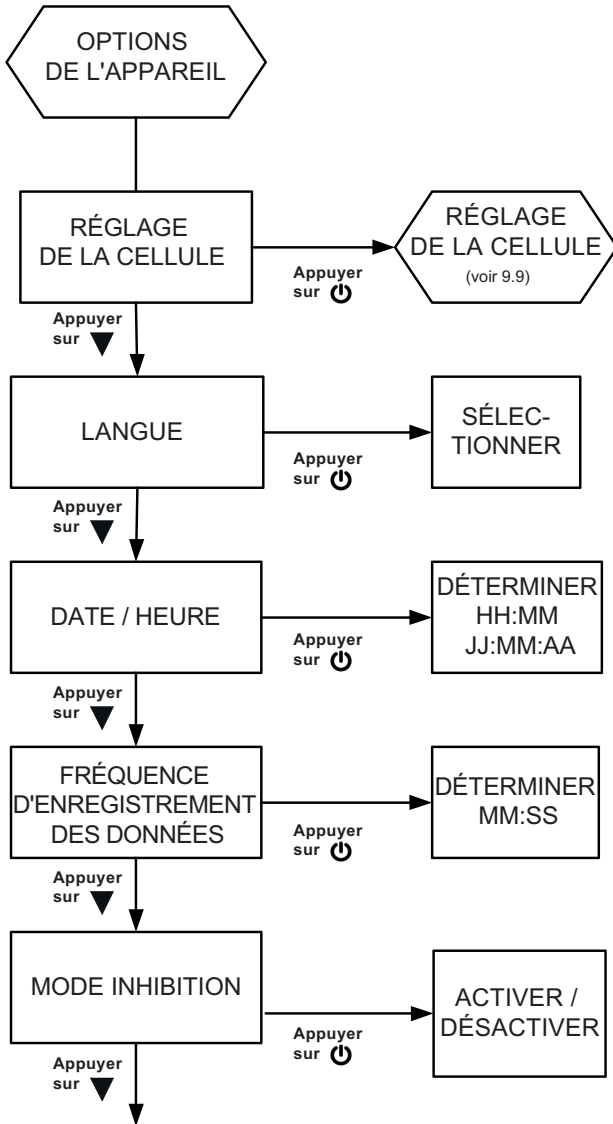 OPTIONS
DE L'APPAREIL
RÉGLAGE
DE LA CELLULE
Appuyer
sur
RÉGLAGE
DE LA CELLULE
(voir 9.9)
Appuyer
sur
LANGUE
Appuyer
sur
SÉLEC-
TIONNER
Appuyer
sur
DATE / HEURE
Appuyer
sur
DÉTERMINER
HH:MM
JJ:MM:AA
Appuyer
sur
FRÉQUENCE
D'ENREGISTREMENT
DES DONNÉES
Appuyer
sur
DÉTERMINER
MM:SS
Appuyer
sur
MODE INHIBITION
Appuyer
sur
ACTIVER /
DÉSACTIVER
Appuyer
sur